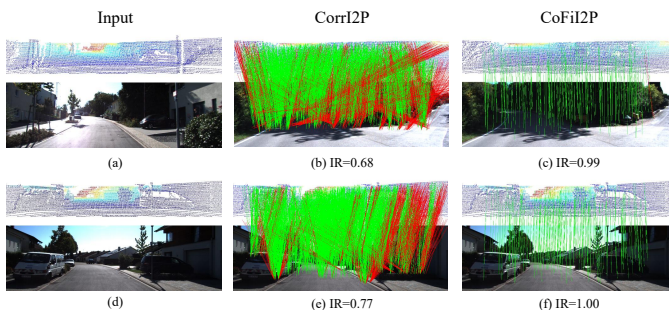 Input CorrI2P CoFiI2P
(a) (b) IR=0.68 (c) IR=0.99
(d) (e) IR=0.77 (f) IR=1.00